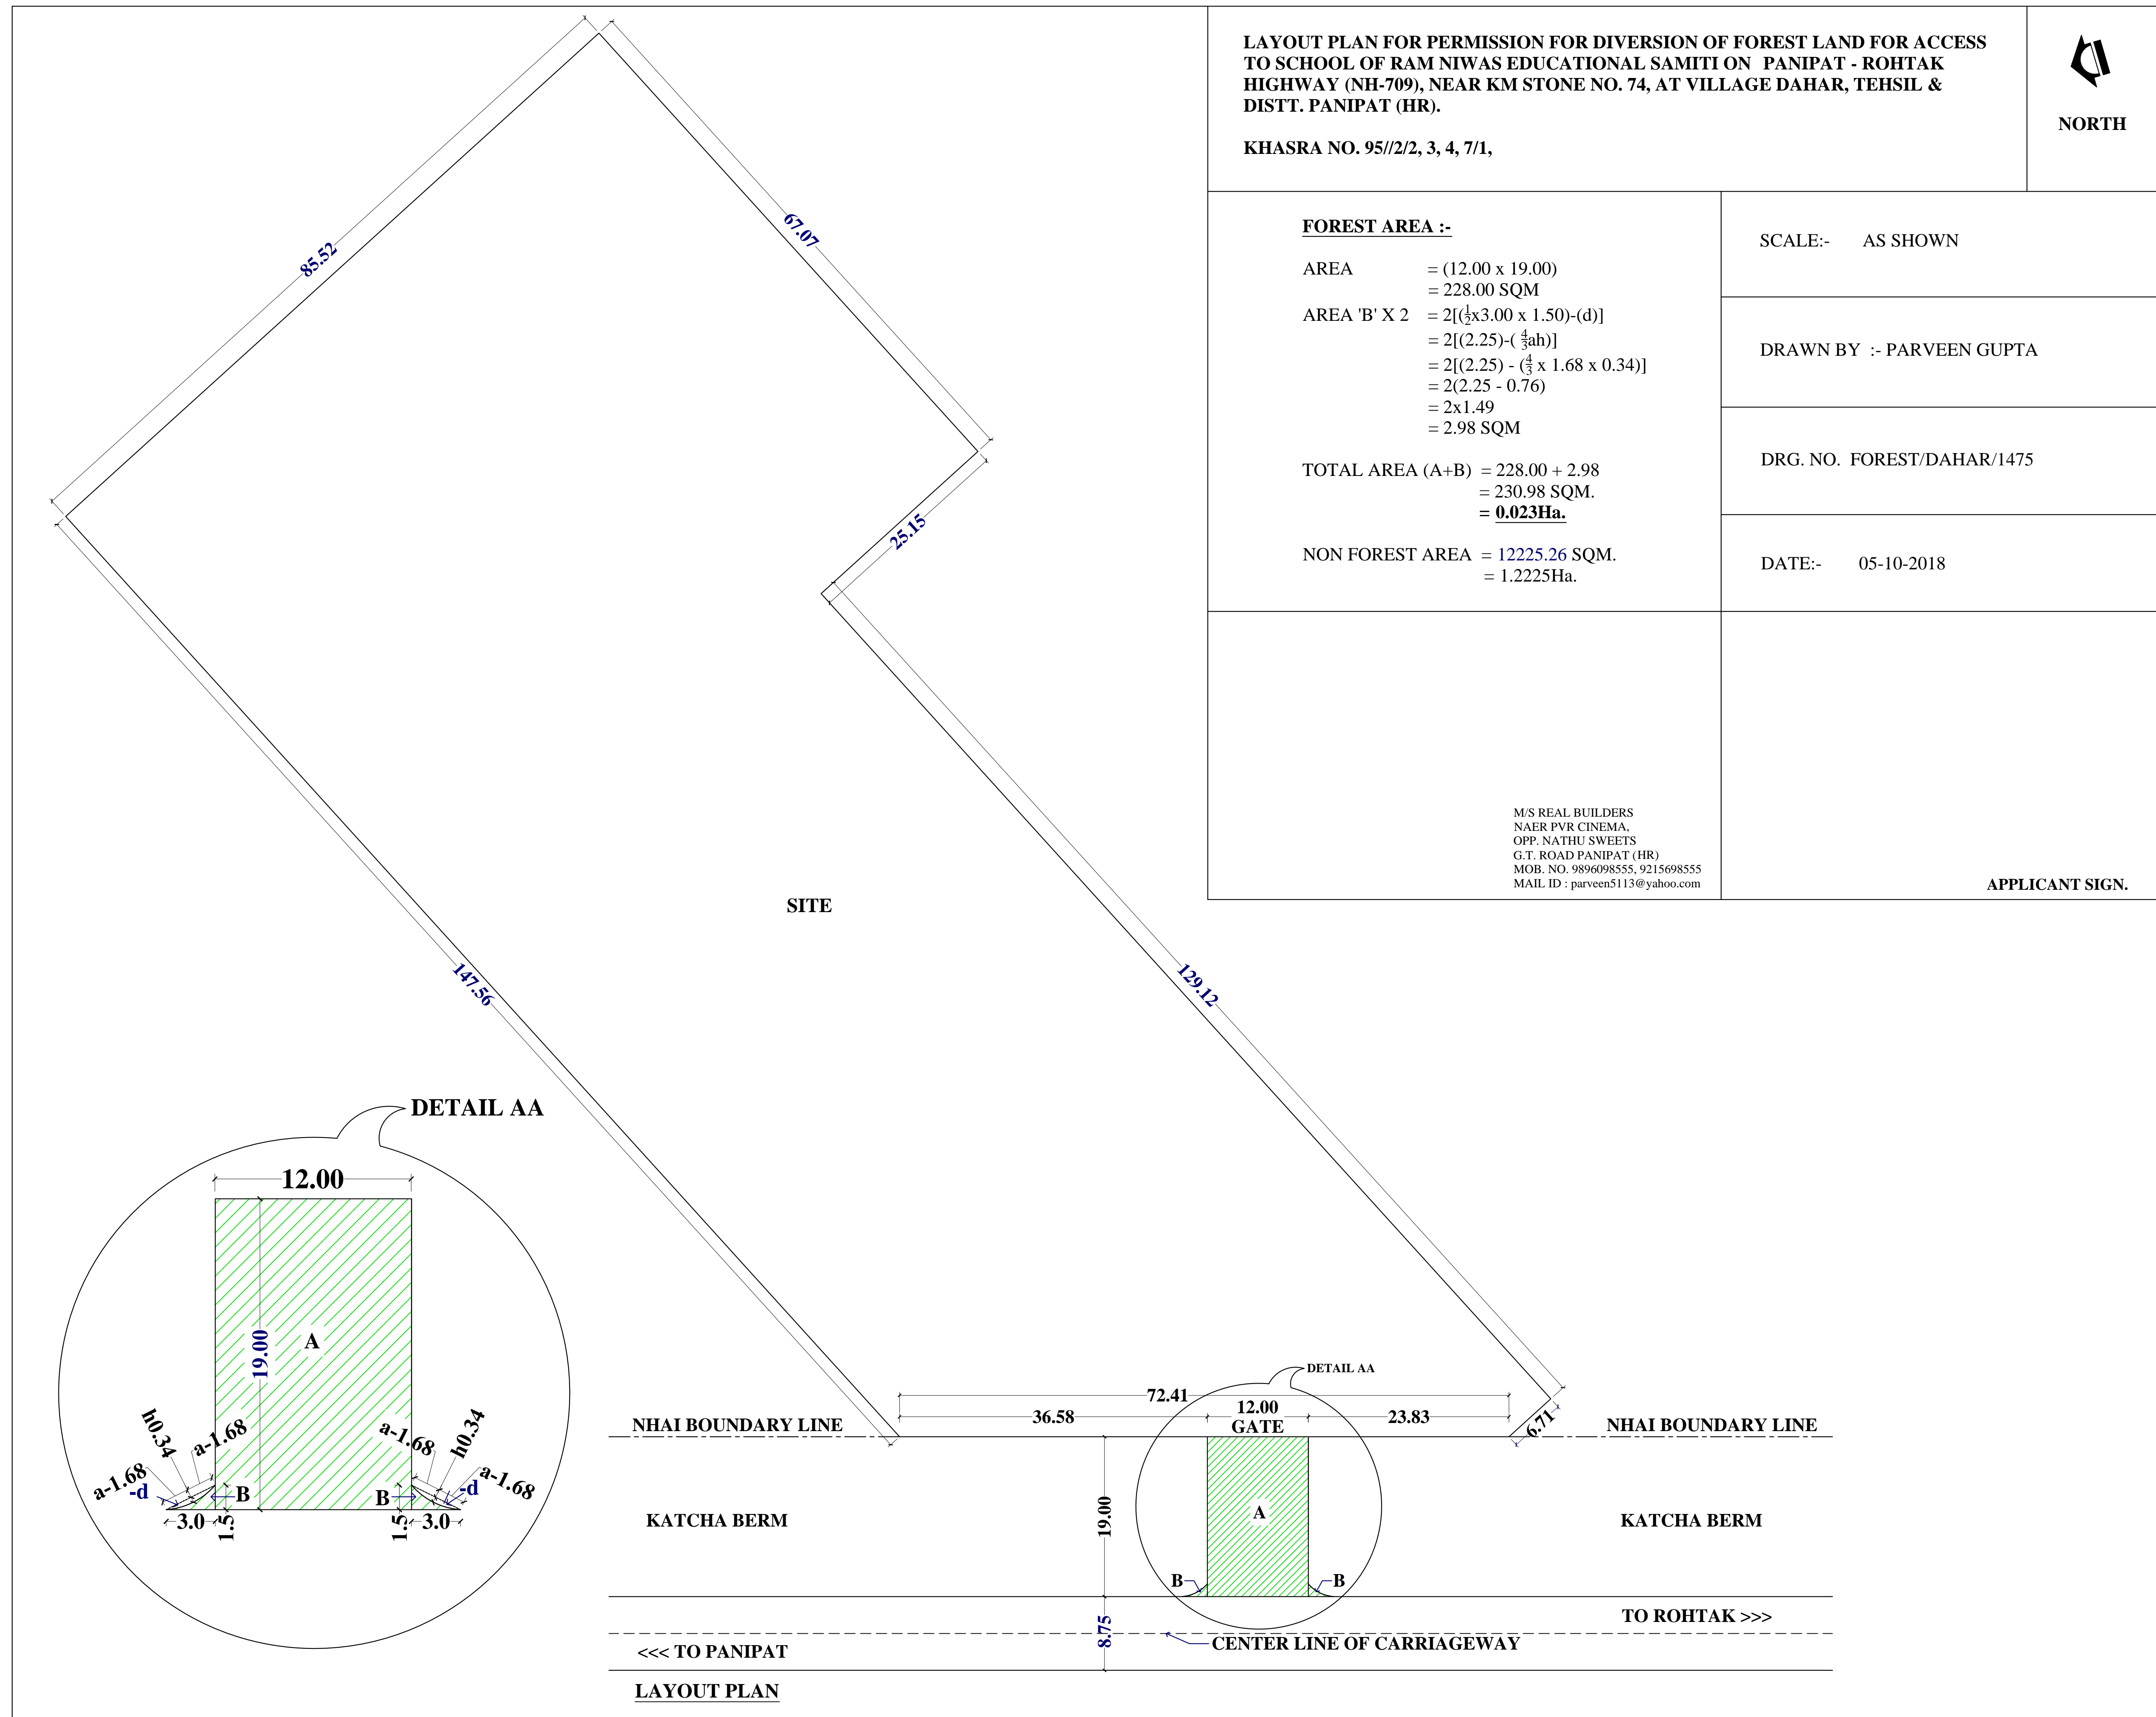 LAYOUT PLAN FOR PERMISSION FOR DIVERSION OF FOREST LAND FOR ACCESS
TO SCHOOL OF RAM NIWAS EDUCATIONAL SAMITI ON PANIPAT - ROHTAK
HIGHWAY (NH-709), NEAR KM STONE NO. 74, AT VILLAGE DAHAR, TEHSIL &
DISTT. PANIPAT (HR).
KHASRA NO. 95//2/2, 3, 4, 7/1,
NORTH
FOREST AREA :-
AREA = (12.00 x 19.00)
= 228.00 SQM
AREA 'B' X 2 = 2[(½x3.00 x 1.50)-(d)]
= 2[(2.25)-( 4/3ah)]
= 2[(2.25) - (4/3 x 1.68 x 0.34)]
= 2(2.25 - 0.76)
= 2x1.49
= 2.98 SQM
TOTAL AREA (A+B) = 228.00 + 2.98
= 230.98 SQM.
= 0.023Ha.
NON FOREST AREA = 12225.26 SQM.
= 1.2225Ha.
SCALE:- AS SHOWN
DRAWN BY :- PARVEEN GUPTA
DRG. NO. FOREST/DAHAR/1475
DATE:- 05-10-2018
M/S REAL BUILDERS
NAER PVR CINEMA,
OPP. NATHU SWEETS
G.T. ROAD PANIPAT (HR)
MOB. NO. 9896098555, 9215698555
MAIL ID : parveen5113@yahoo.com
APPLICANT SIGN.
85.52
67.07
25.15
147.56
129.12
SITE
DETAIL AA
12.00
19.00
A
h0.34
a-1.68
a-1.68
-d
B
3.0
1.5
a-1.68
h0.34
a-1.68
-d
B
1.5
3.0
DETAIL AA
72.41
36.58
12.00
GATE
23.83
6.71
NHAI BOUNDARY LINE
NHAI BOUNDARY LINE
19.00
A
KATCHA BERM
KATCHA BERM
B
B
8.75
TO ROHTAK >>>
CENTER LINE OF CARRIAGEWAY
<<< TO PANIPAT
LAYOUT PLAN